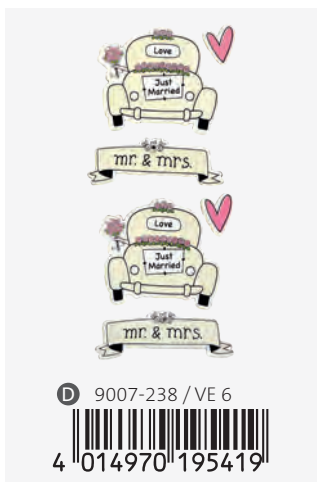 Love
Just
Married
mr. & mrs.
Love
Just
Married
mr. & mrs.
D 9007-238 / VE 6
4 014970 195419